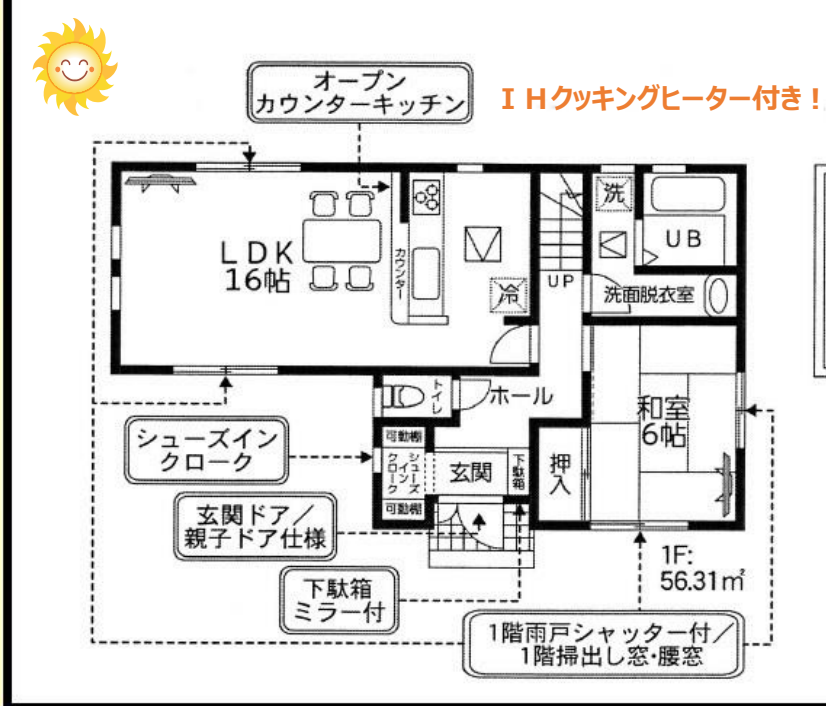 オープン
カウンターキッチン
ＩＨクッキングヒーター付き！
LDK
16帖
カウンター
冷
UP
洗
UB
洗面脱衣室
トイレ
ホール
和室
6帖
押入
可動棚
シューズ
イン
クローク
可動棚
玄関
下駄箱
シューズイン
クローク
玄関ドア／
親子ドア仕様
下駄箱
ミラー付
1F:
56.31㎡
1階雨戸シャッター付／
1階掃出し窓・腰窓